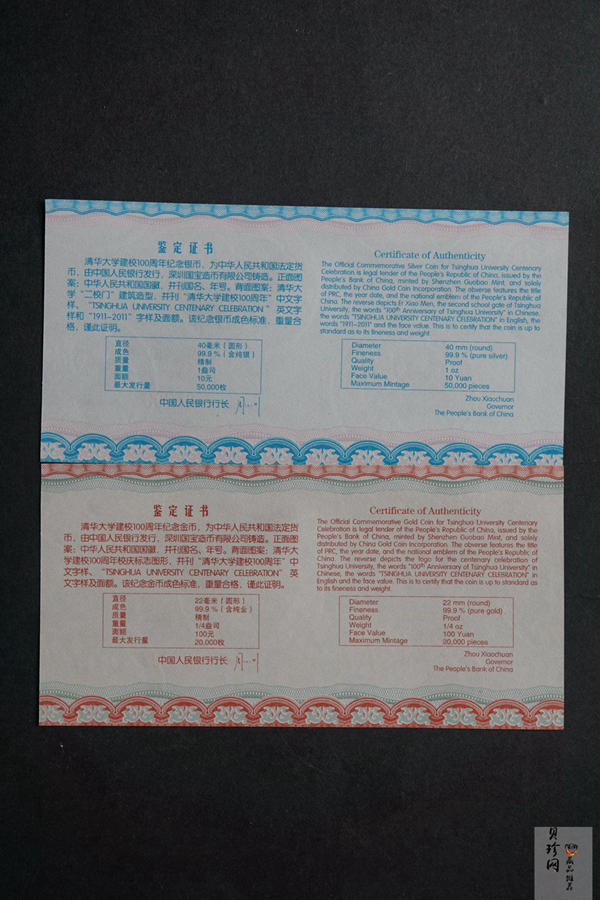 鉴定证书
清华大学建校100周年纪念银币，为中华人民共和国法定货
币，由中国人民银行发行，深圳国宝造币有限公司铸造。正面图
案：中华人民共和国国徽，并刊国名、年号。背面图案：清华大
学“二校门”建筑造型，并刊“清华大学建校100周年”中文字
样、“TSINGHUA UNIVERSITY CENTENARY CELEBRATION”英文字
样和“1911-2011”字样及面额。该纪念银币成色标准，重量合
格，谨此证明。
直径 40毫米（圆形）
成色 99.9％（含纯银）
质量 精制
重量 1盎司
面额 10元
最大发行量 50,000枚
中国人民银行行长
Certificate of Authenticity
The Official Commemorative Silver Coin for Tsinghua University Centenary
Celebration is legal tender of the People's Republic of China, issued by the
People's Bank of China, minted by Shenzhen Guobao Mint, and solely
distributed by China Gold Coin Incorporation. The obverse features the title
of PRC, the year date, and the national emblem of the People's Republic of
China. The reverse depicts Er Xiao Men, the second school gate of Tsinghua
University, the words "100th Anniversary of Tsinghua University" in Chinese,
the words "TSINGHUA UNIVERSITY CENTENARY CELEBRATION" in English, the
words "1911-2011" and the face value. This is to certify that the coin is up to
standard as to its fineness and weight.
Diameter 40 mm (round)
Fineness 99.9 % (pure silver)
Quality Proof
Weight 1 oz
Face Value 10 Yuan
Maximum Mintage 50,000 pieces
Zhou Xiaochuan
Governor
The People's Bank of China
鉴定证书
清华大学建校100周年纪念金币，为中华人民共和国法定货
币，由中国人民银行发行，深圳国宝造币有限公司铸造。正面图
案：中华人民共和国国徽，并刊国名、年号。背面图案：清华大
学建校100周年校庆标志图形，并刊“清华大学建校100周年”中
文字样、“TSINGHUA UNIVERSITY CENTENARY CELEBRATION”英
文字样及面额。该纪念金币成色标准，重量合格，谨此证明。
直径 22毫米（圆形）
成色 99.9％（含纯金）
质量 精制
重量 1/4盎司
面额 100元
最大发行量 20,000枚
中国人民银行行长
Certificate of Authenticity
The Official Commemorative Gold Coin for Tsinghua University Centenary
Celebration is legal tender of the People's Republic of China, issued by the
People's Bank of China, minted by Shenzhen Guobao Mint, and solely
distributed by China Gold Coin Incorporation. The obverse features the title
of PRC, the year date, and the national emblem of the People's Republic of
China. The reverse depicts the logo for the centenary celebration of
Tsinghua University, the words "100th Anniversary of Tsinghua University" in
Chinese, the words "TSINGHUA UNIVERSITY CENTENARY CELEBRATION" in
English and the face value. This is to certify that the coin is up to standard as
to its fineness and weight.
Diameter 22 mm (round)
Fineness 99.9 % (pure gold)
Quality Proof
Weight 1/4 oz
Face Value 100 Yuan
Maximum Mintage 20,000 pieces
Zhou Xiaochuan
Governor
The People's Bank of China
贝珍网
藏品推荐